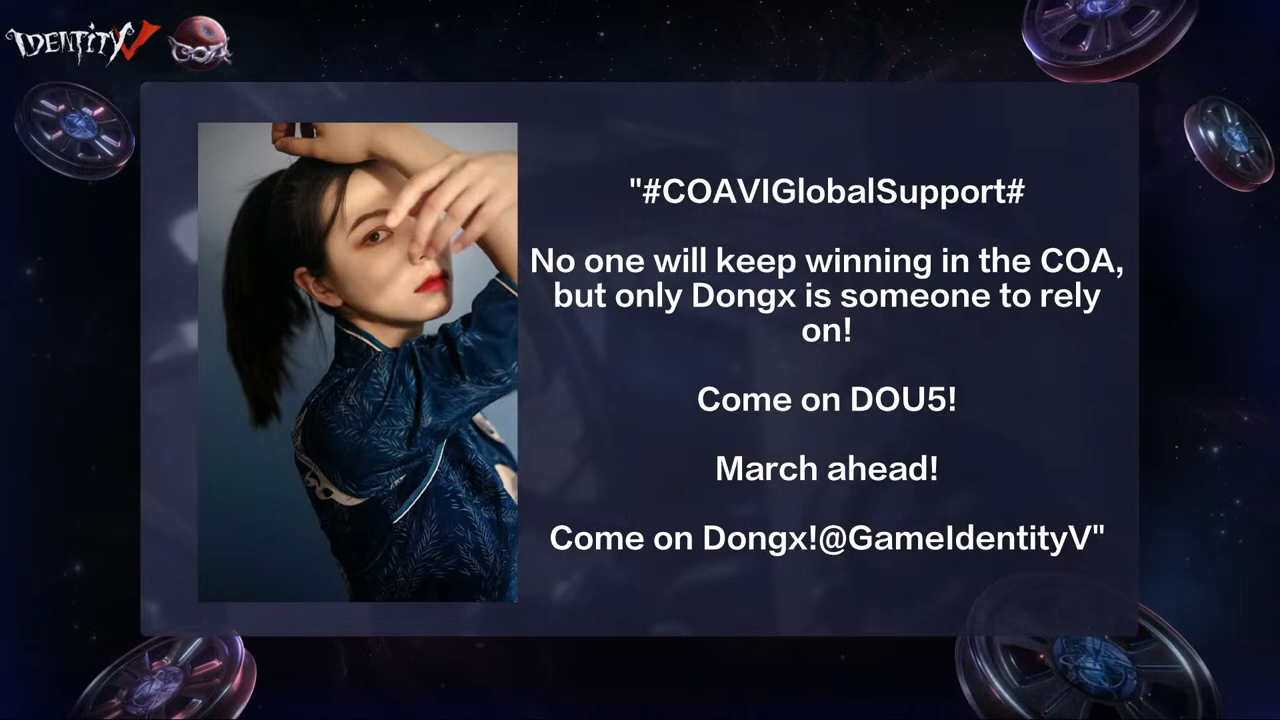 IDENTITY V
COA
"#COAVIGlobalSupport#
No one will keep winning in the COA,
but only Dongx is someone to rely
on!
Come on DOU5!
March ahead!
Come on Dongx!@GameIdentityV"